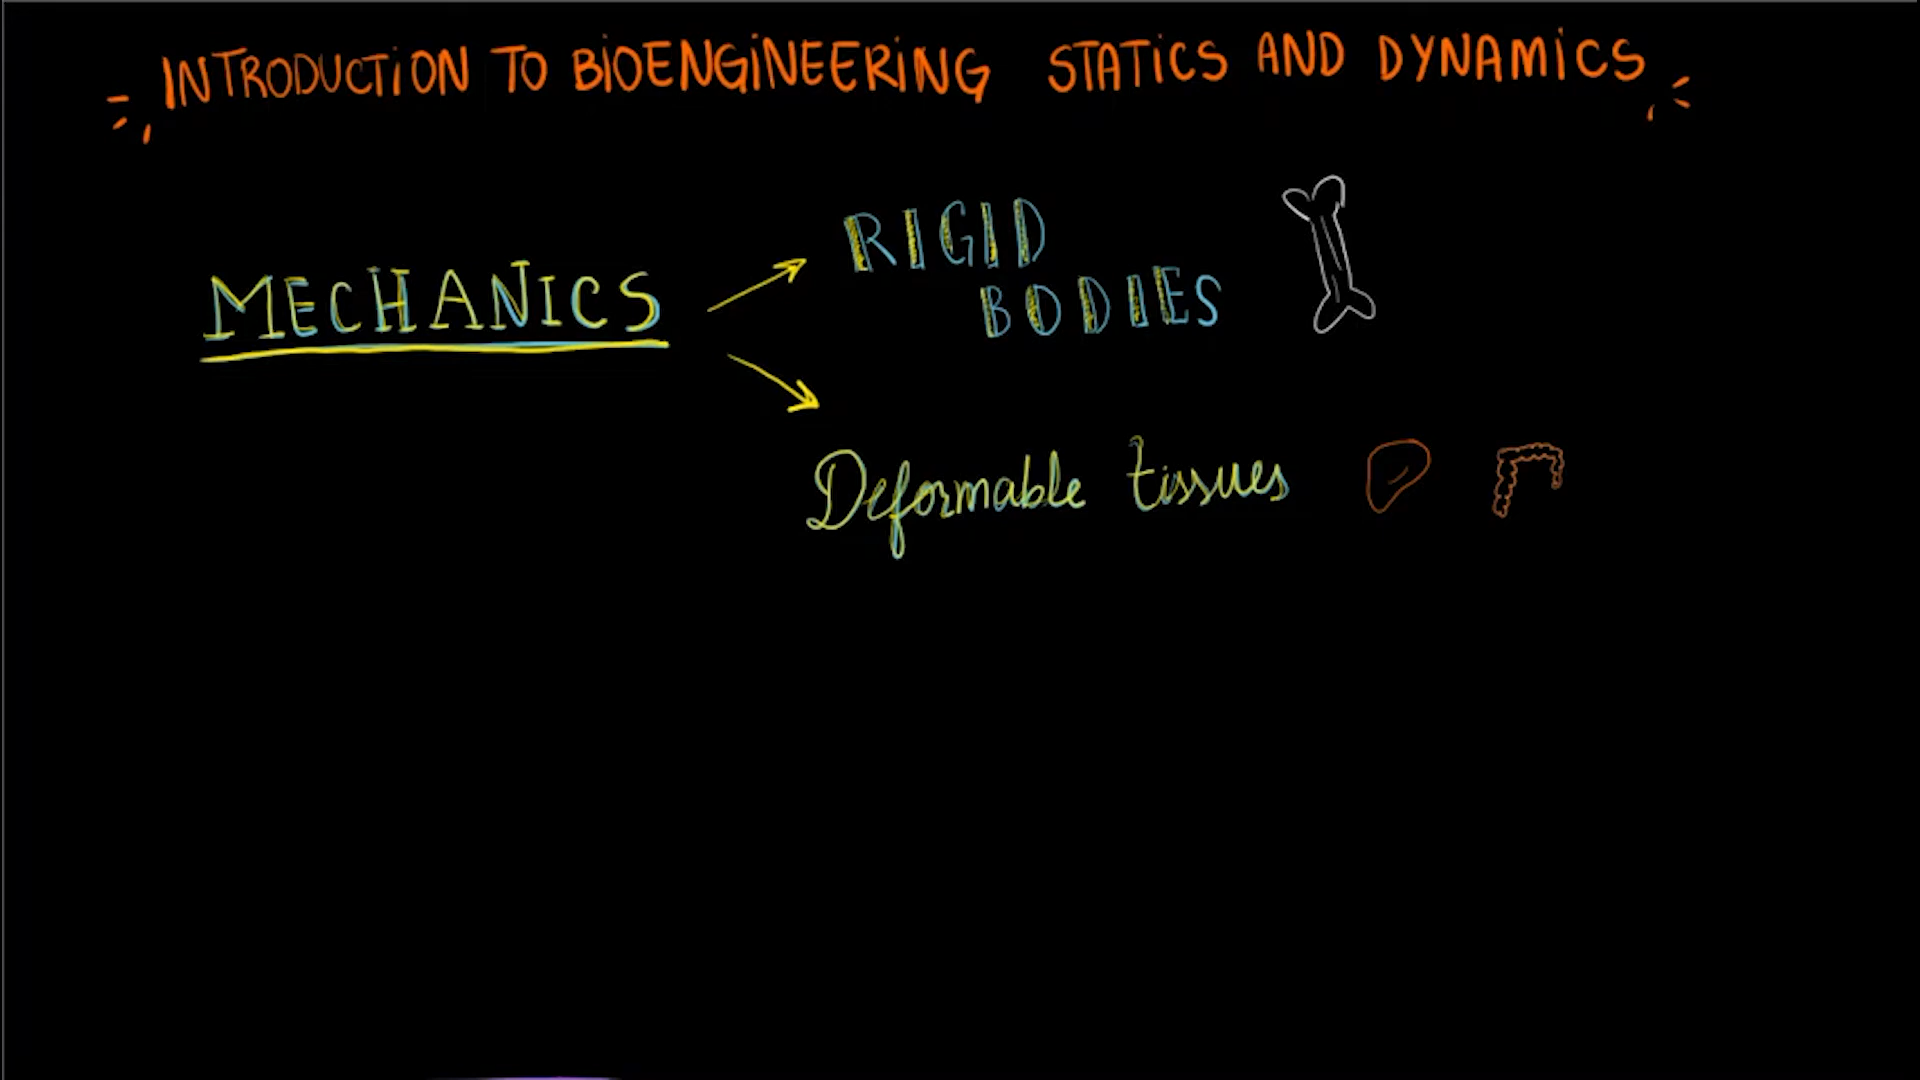 INTRODUCTION TO BIOENGINEERING STATICS AND DYNAMICS
RIGID
BODIES
MECHANICS
Deformable tissues